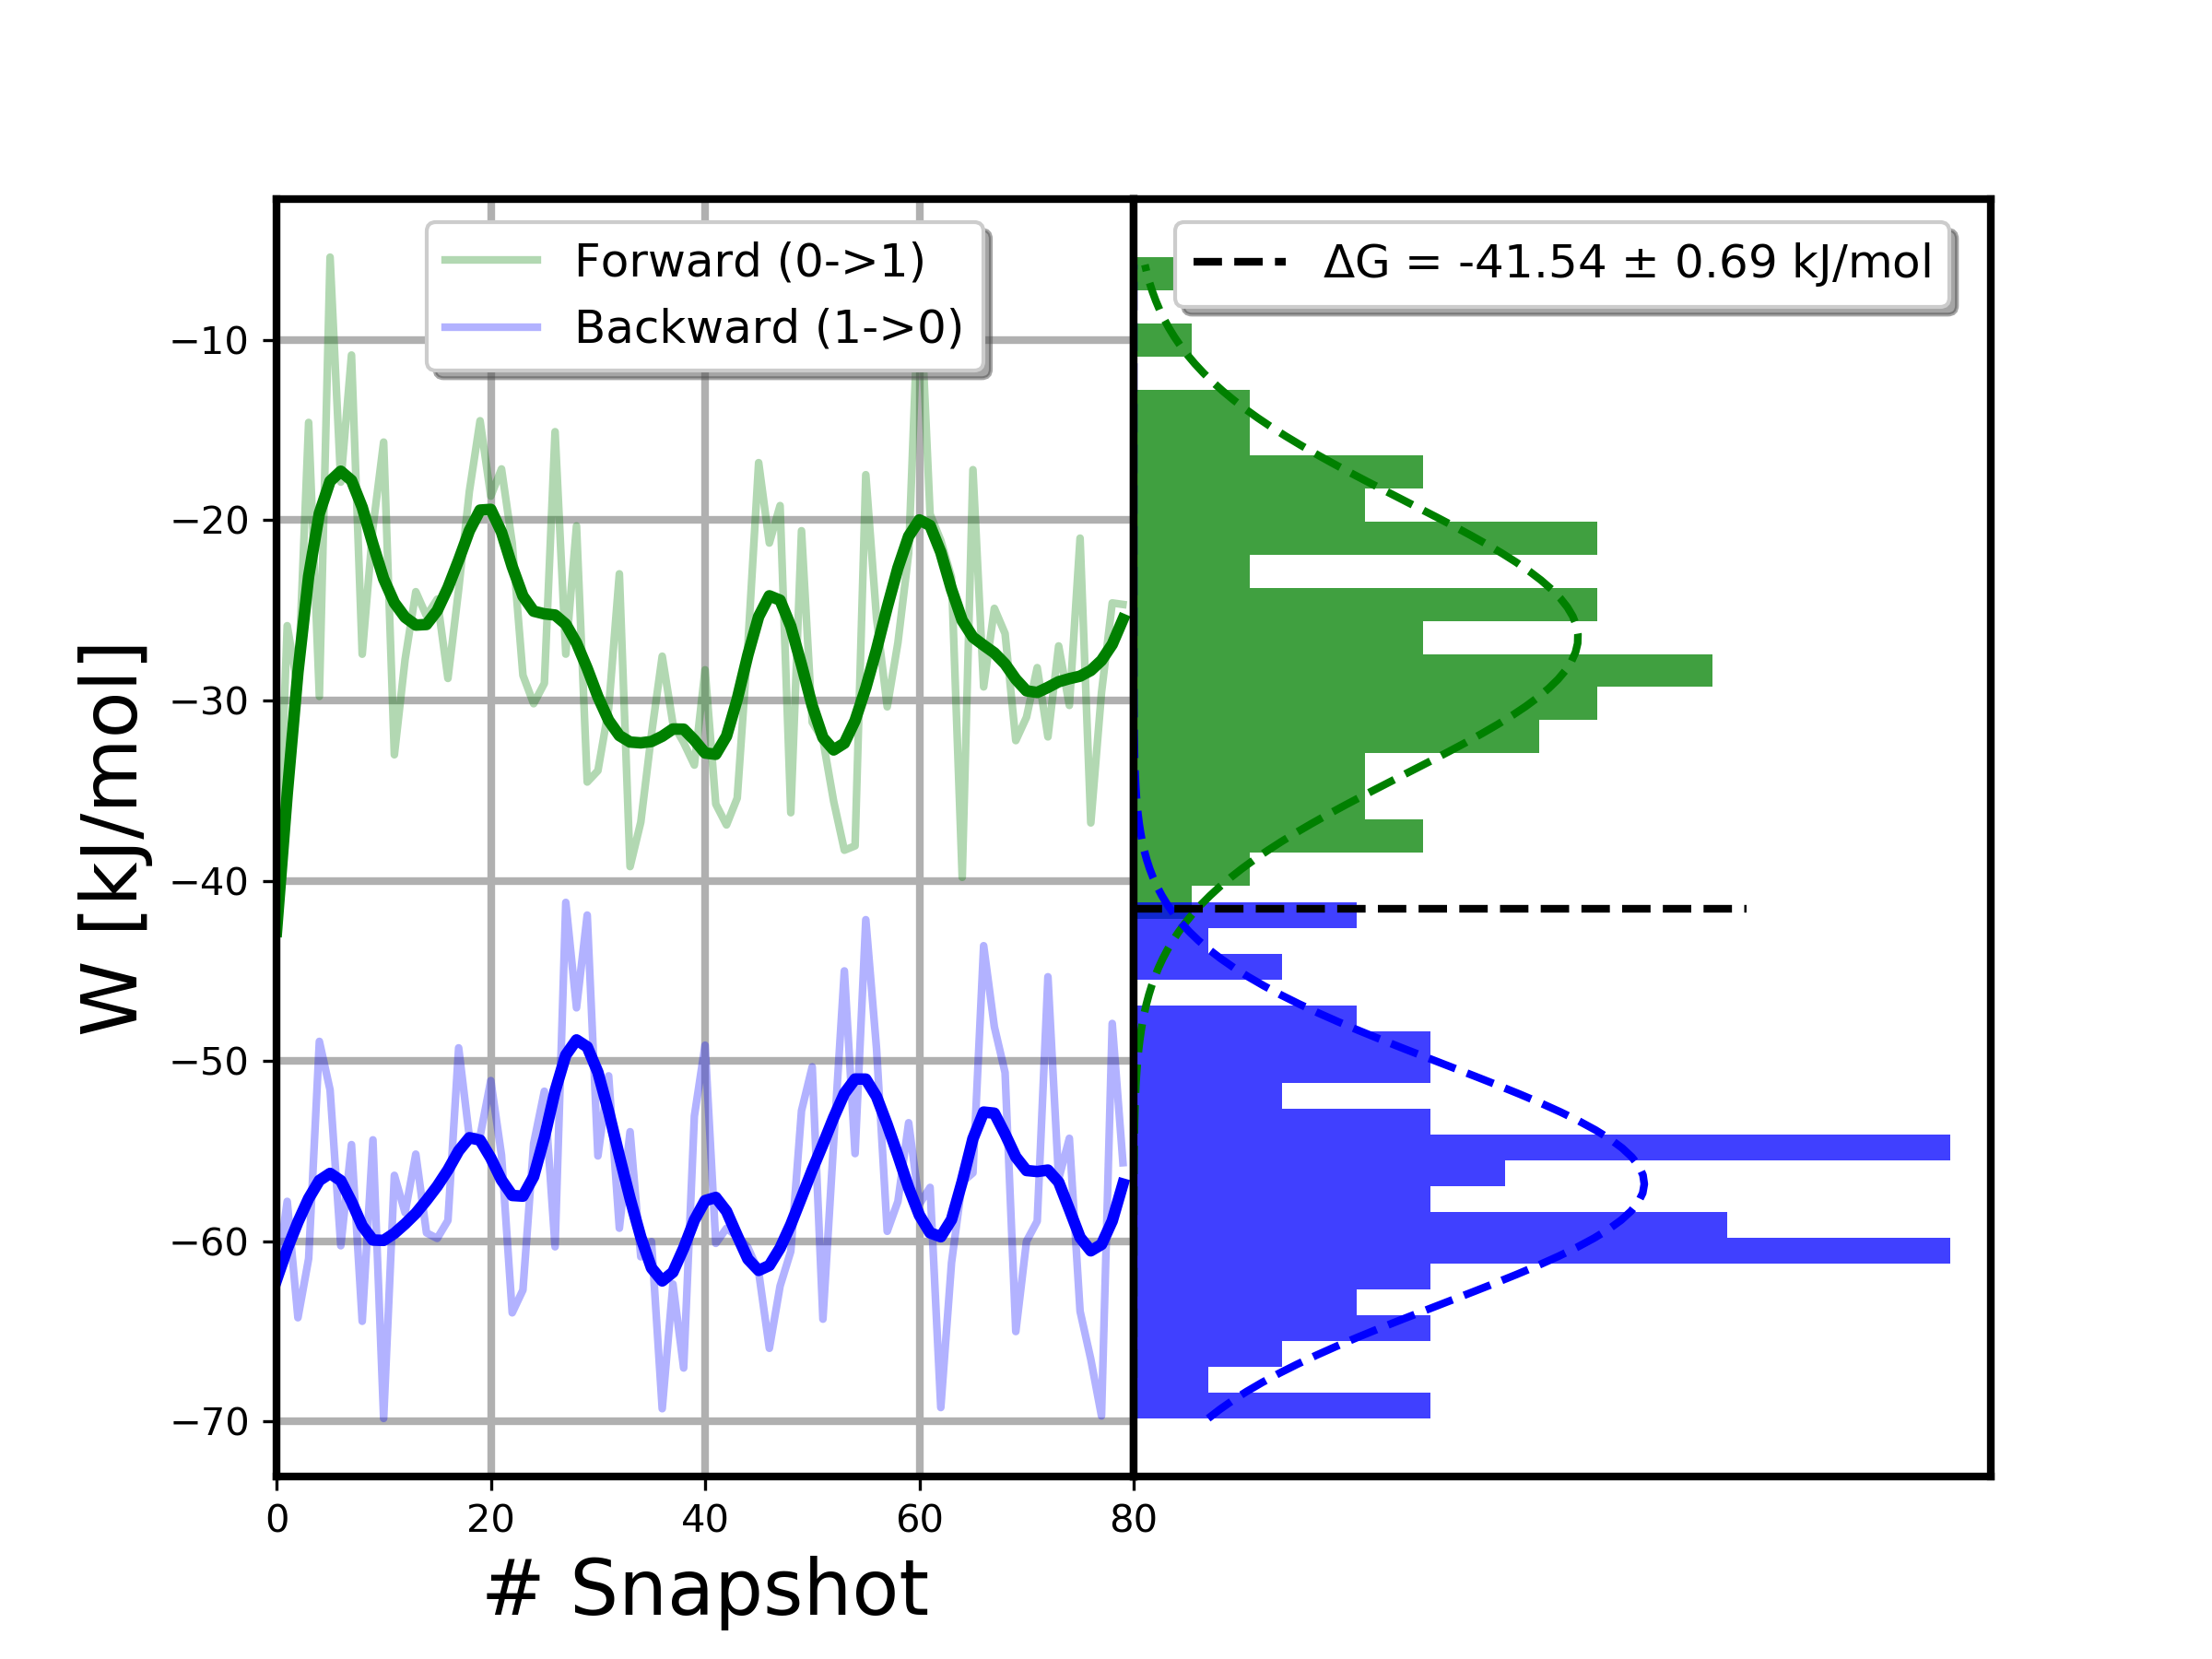 Forward (0->1)
Backward (1->0)
ΔG = -41.54 ± 0.69 kJ/mol
W [kJ/mol]
−10
−20
−30
−40
−50
−60
−70
0 20 40 60 80
# Snapshot